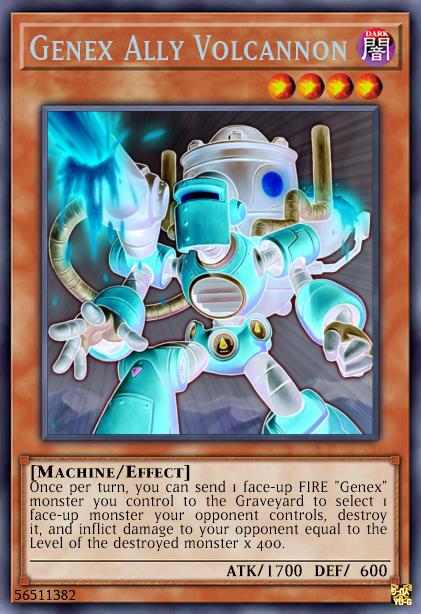 Genex Ally Volcannon
DARK
闇
[Machine/Effect]
Once per turn, you can send 1 face-up FIRE "Genex"
monster you control to the Graveyard to select 1
face-up monster your opponent controls, destroy
it, and inflict damage to your opponent equal to the
Level of the destroyed monster x 400.
ATK/1700 DEF/ 600
56511382